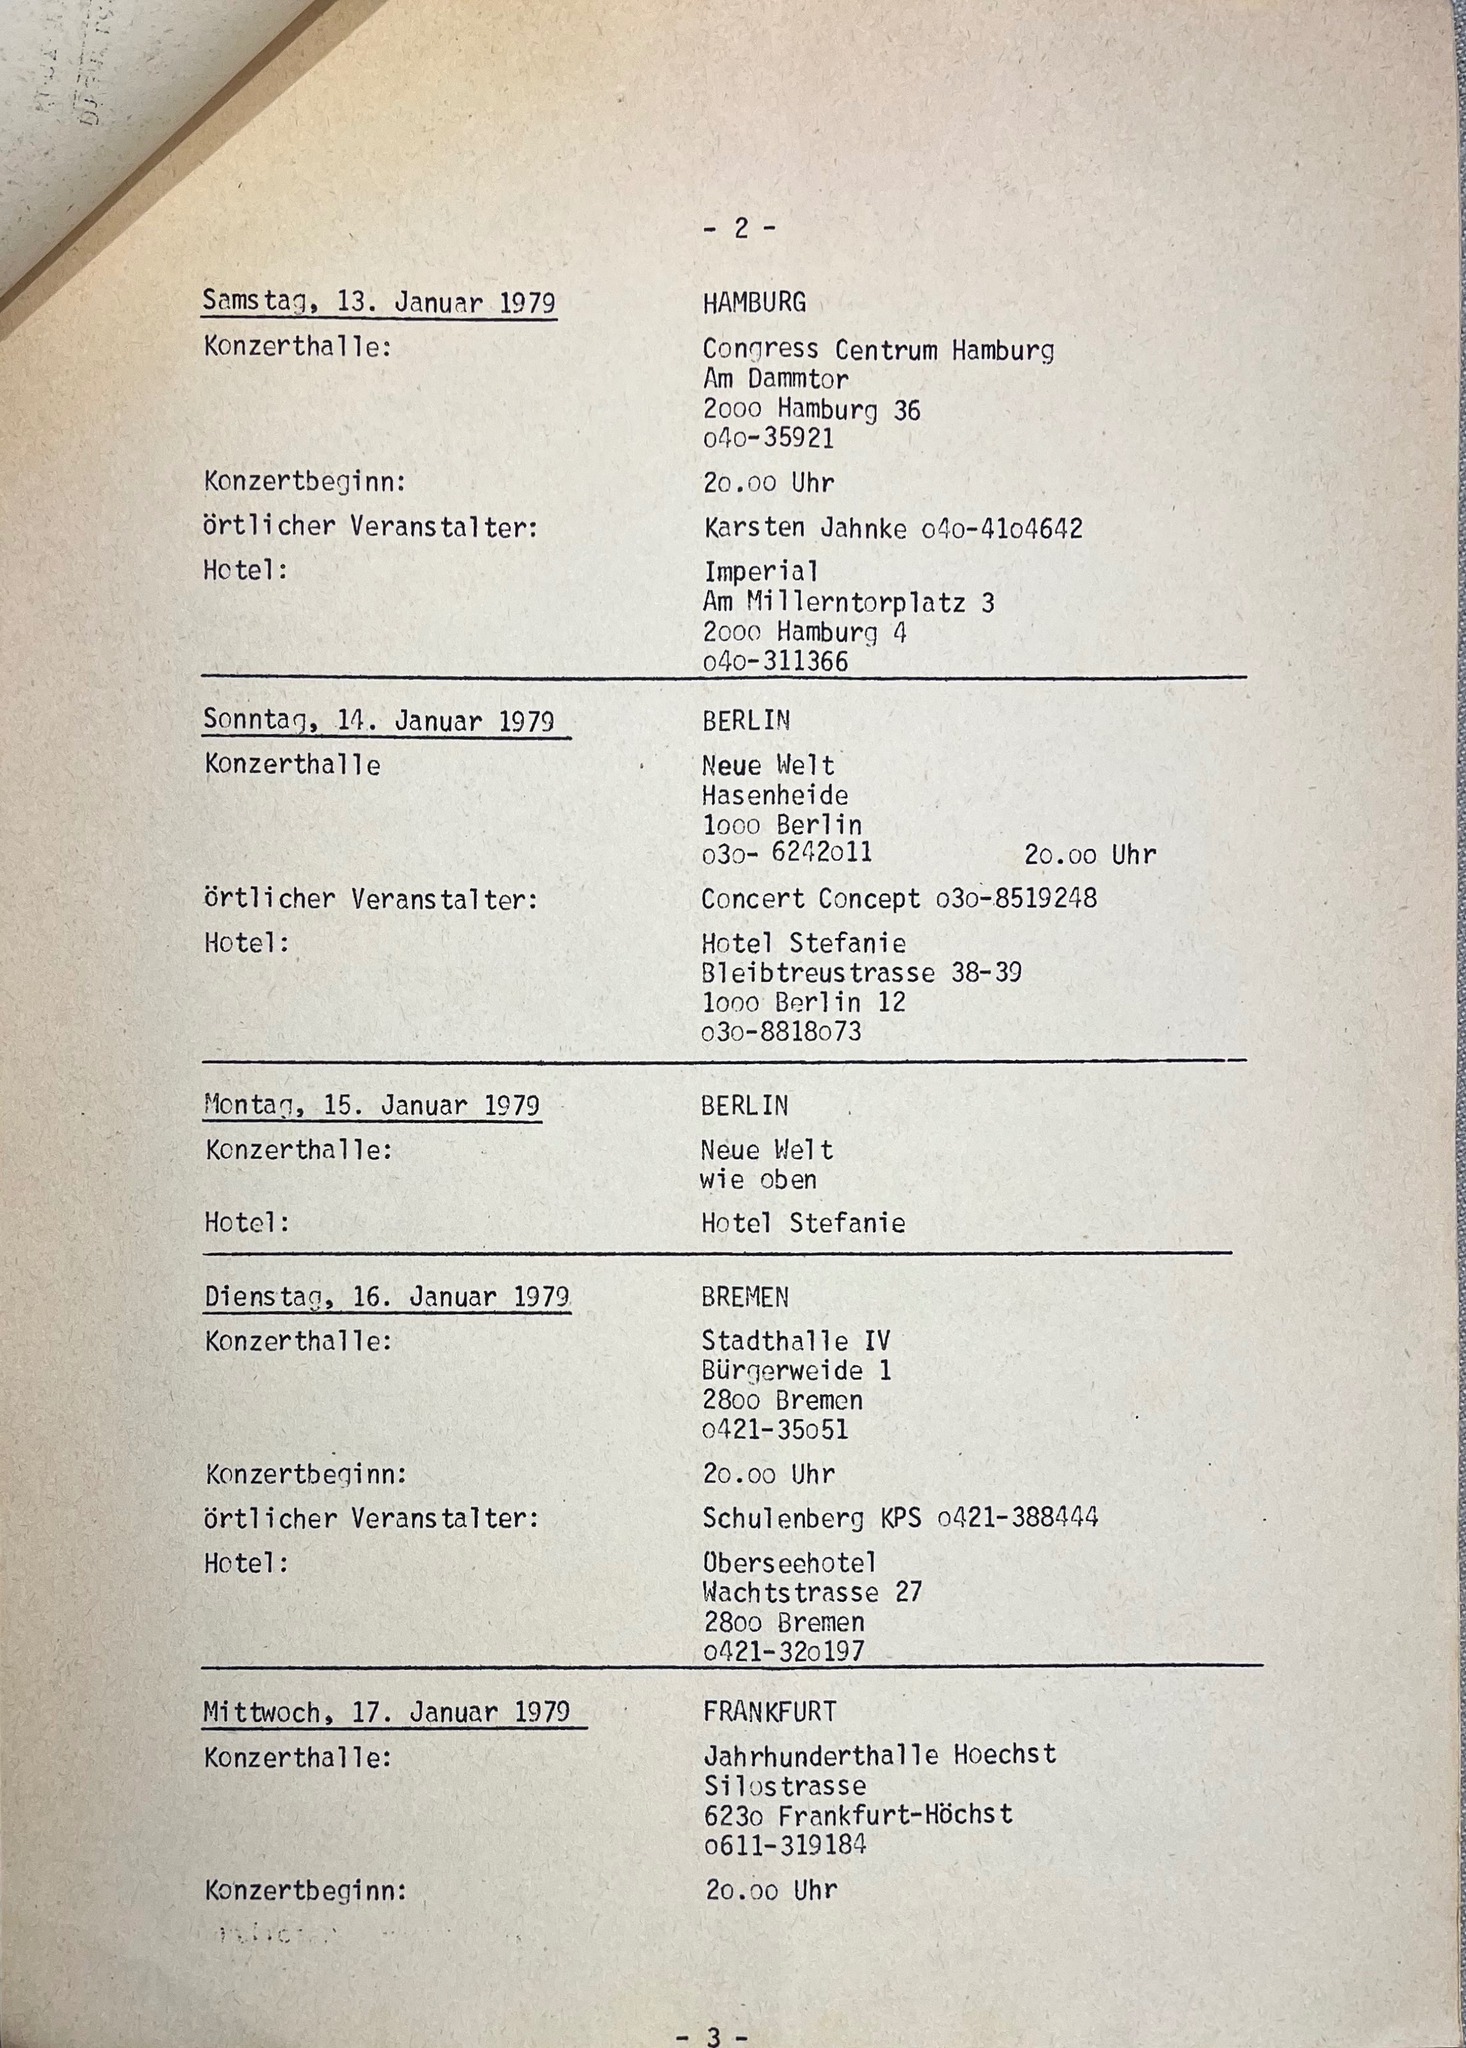 - 2 -
Samstag, 13. Januar 1979 HAMBURG
Konzerthalle: Congress Centrum Hamburg
Am Dammtor
2ooo Hamburg 36
o4o-35921
Konzertbeginn: 2o.oo Uhr
örtlicher Veranstalter: Karsten Jahnke o4o-41o4642
Hotel: Imperial
Am Millerntorplatz 3
2ooo Hamburg 4
o4o-311366
Sonntag, 14. Januar 1979 BERLIN
Konzerthalle Neue Welt
Hasenheide
1ooo Berlin
o3o- 6242o11 2o.oo Uhr
örtlicher Veranstalter: Concert Concept o3o-8519248
Hotel: Hotel Stefanie
Bleibtreustrasse 38-39
1ooo Berlin 12
o3o-8818o73
Montag, 15. Januar 1979 BERLIN
Konzerthalle: Neue Welt
wie oben
Hotel: Hotel Stefanie
Dienstag, 16. Januar 1979 BREMEN
Konzerthalle: Stadthalle IV
Bürgerweide 1
28oo Bremen
o421-35o51
Konzertbeginn: 2o.oo Uhr
örtlicher Veranstalter: Schulenberg KPS o421-388444
Hotel: Überseehotel
Wachtstrasse 27
28oo Bremen
o421-32o197
Mittwoch, 17. Januar 1979 FRANKFURT
Konzerthalle: Jahrhunderthalle Hoechst
Silostrasse
623o Frankfurt-Höchst
o611-319184
Konzertbeginn: 2o.oo Uhr
- 3 -